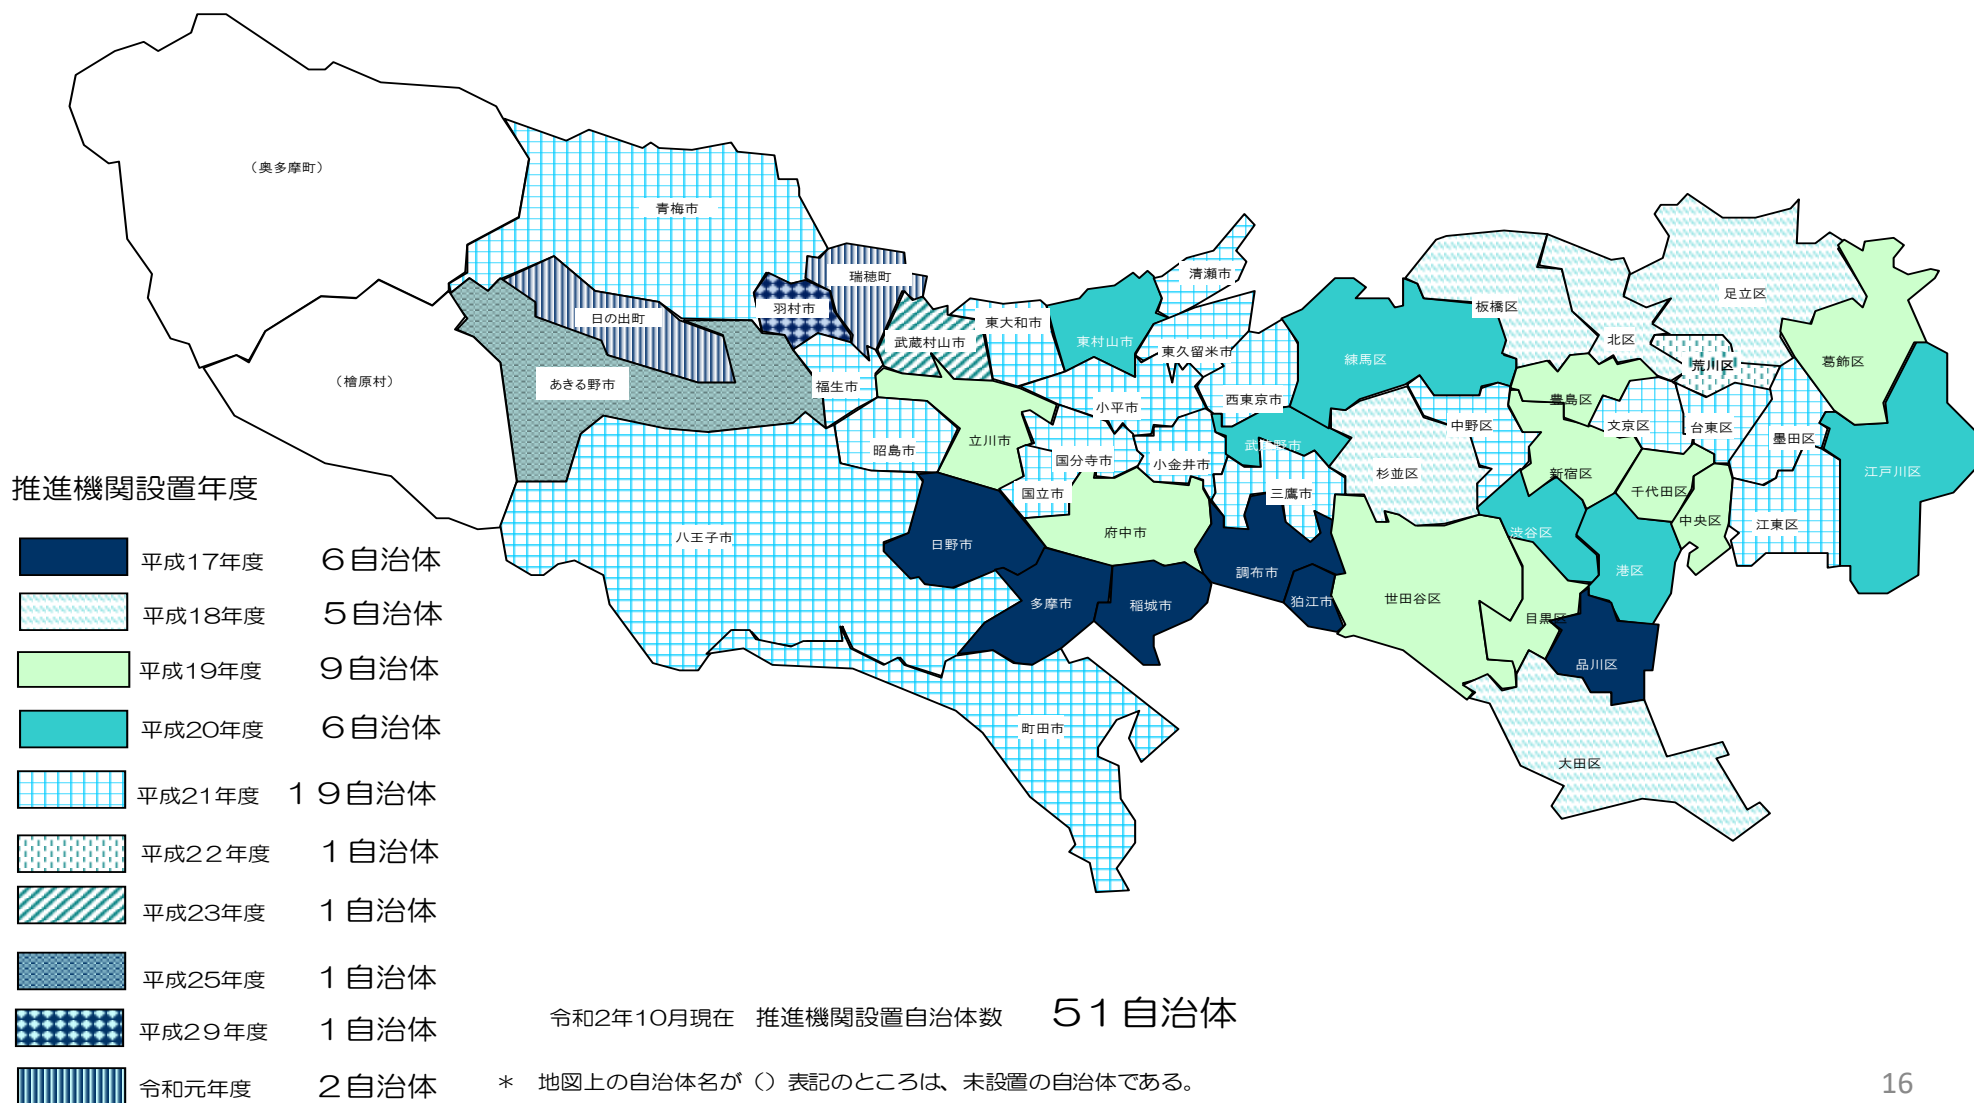 （奥多摩町）
青梅市
清瀬市
瑞穂町
板橋区
足立区
羽村市
日の出町
東大和市
武蔵村山市
東村山市
東久留米市
北区
練馬区
荒川区
葛飾区
（檜原村）
あきる野市
福生市
西東京市
豊島区
小平市
中野区
文京区
台東区
墨田区
立川市
武蔵野市
昭島市
国分寺市
小金井市
杉並区
新宿区
江戸川区
国立市
三鷹市
千代田区
中央区
江東区
八王子市
日野市
府中市
渋谷区
調布市
港区
多摩市
稲城市
狛江市
世田谷区
目黒区
品川区
町田市
大田区
推進機関設置年度
平成17年度 6自治体
平成18年度 5自治体
平成19年度 9自治体
平成20年度 6自治体
平成21年度 19自治体
平成22年度 1自治体
平成23年度 1自治体
平成25年度 1自治体
平成29年度 1自治体
令和元年度 2自治体
令和2年10月現在 推進機関設置自治体数 51自治体
＊ 地図上の自治体名が（）表記のところは、未設置の自治体である。
16